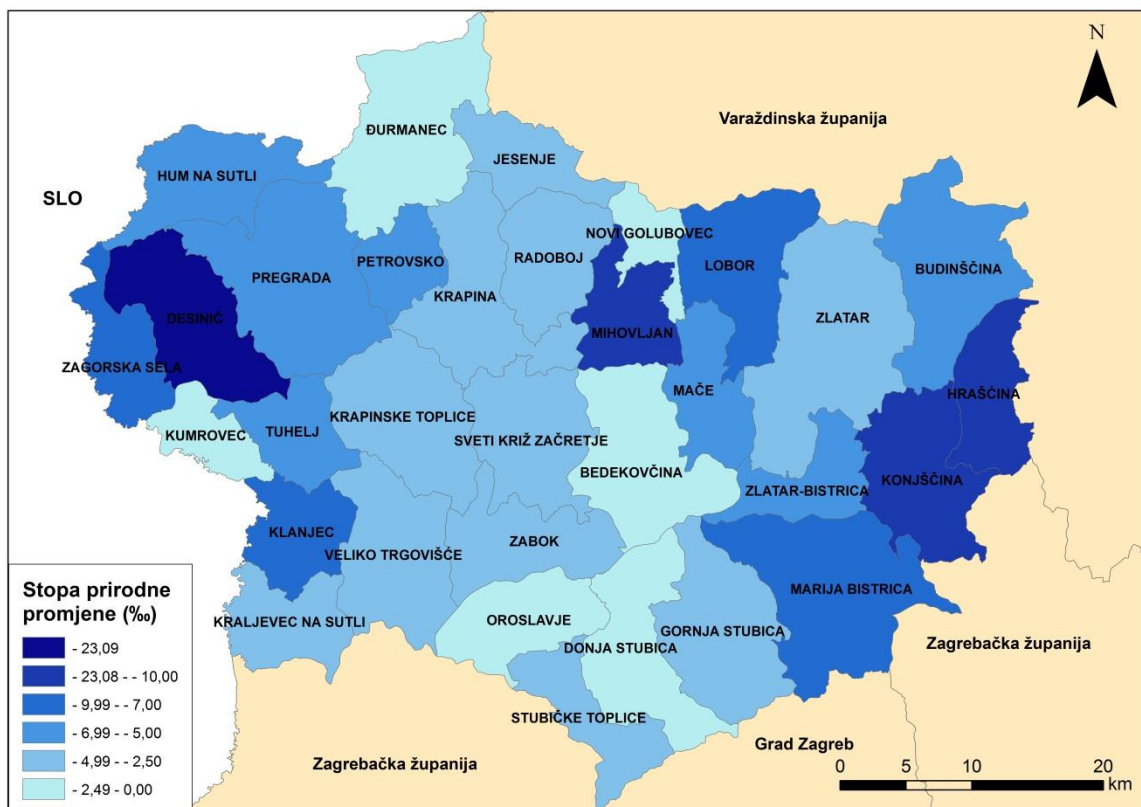 N
Varaždinska županija
ĐURMANEC
JESENJE
HUM NA SUTLI
SLO
NOVI GOLUBOVEC
PETROVSKO
RADOBOJ
LOBOR
BUDINŠČINA
PREGRADA
KRAPINA
DESINIĆ
ZLATAR
MIHOVLJAN
ZAGORSKA SELA
MAČE
HRAŠĆINA
KRAPINSKE TOPLICE
KUMROVEC
TUHELJ
SVETI KRIŽ ZAČRETJE
BEDEKOVČINA
KONJŠČINA
ZLATAR-BISTRICA
KLANJEC
ZABOK
VELIKO TRGOVIŠĆE
MARIJA BISTRICA
KRALJEVEC NA SUTLI
OROSLAVJE
GORNJA STUBICA
DONJA STUBICA
Zagrebačka županija
STUBIČKE TOPLICE
Grad Zagreb
Zagrebačka županija
Stopa prirodne
promjene (‰)
- 23,09
- 23,08 - - 10,00
- 9,99 - - 7,00
- 6,99 - - 5,00
- 4,99 - - 2,50
- 2,49 - 0,00
0 5 10 20
km